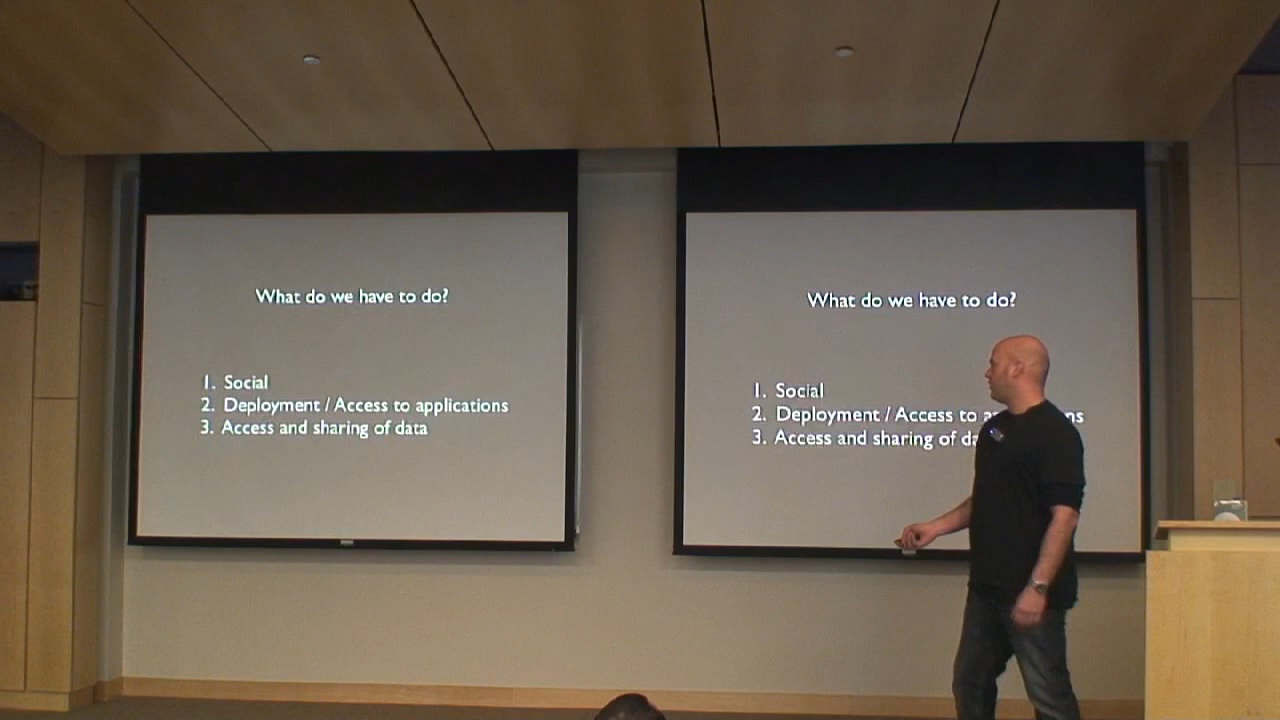 What do we have to do?
1. Social
2. Deployment / Access to applications
3. Access and sharing of data
What do we have to do?
1. Social
2. Deployment / Access to
3. Access and sharing of